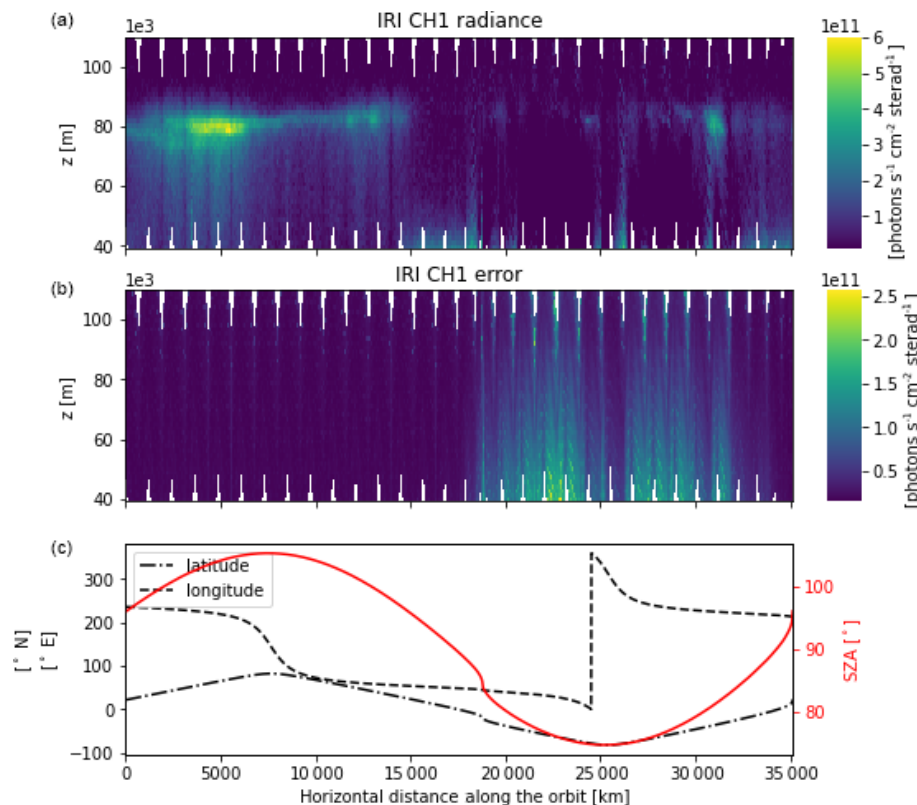 (a)
IRI CH1 radiance
1e3
1e11
100
80
60
40
z [m]
6
5
4
3
2
1
[photons s⁻¹ cm⁻² sterad⁻¹]
(b)
IRI CH1 error
1e3
1e11
100
80
60
40
z [m]
2.5
2.0
1.5
1.0
0.5
[photons s⁻¹ cm⁻² sterad⁻¹]
(c)
latitude
longitude
300
200
100
0
−100
[° N]
[° E]
100
90
80
SZA [°]
0 5000 10 000 15 000 20 000 25 000 30 000 35 000
Horizontal distance along the orbit [km]